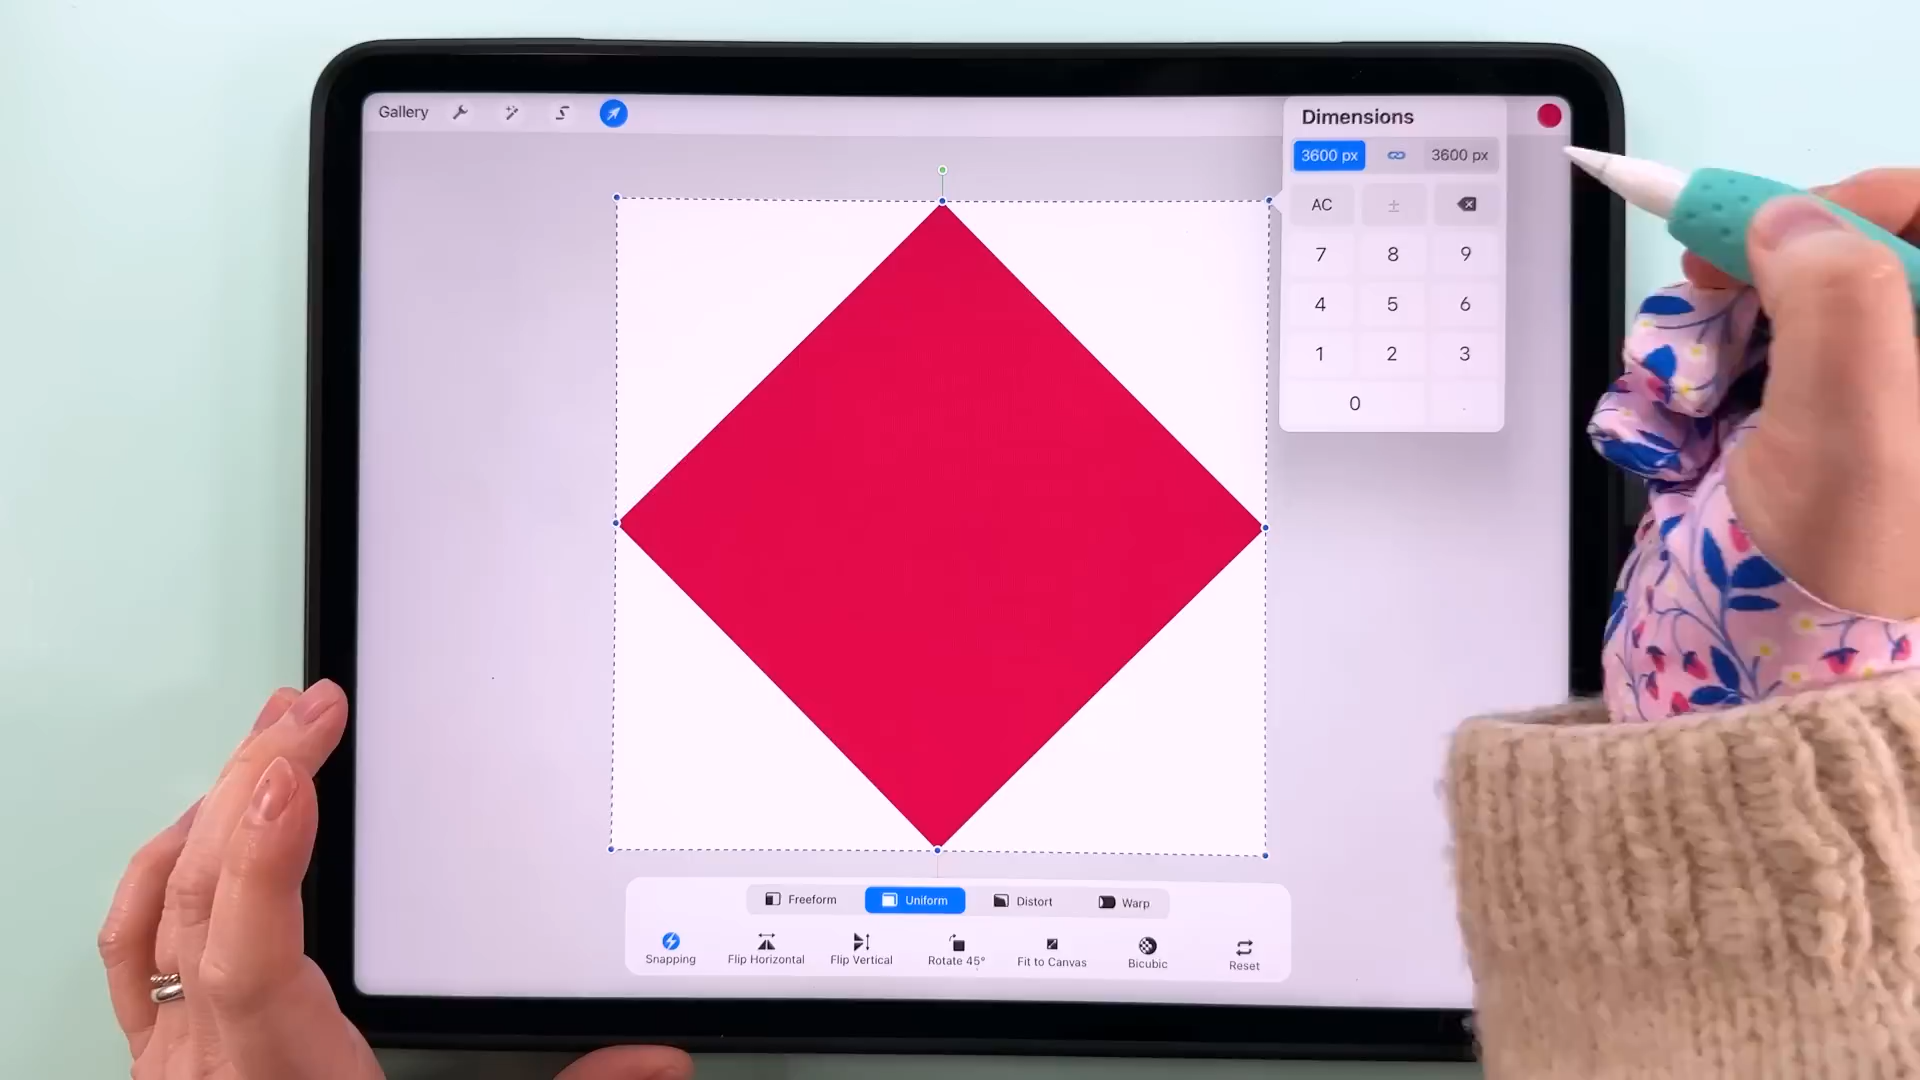 Gallery
Dimensions
3600 px 3600 px
AC ±
7 8 9
4 5 6
1 2 3
0 .
Freeform Uniform Distort Warp
Snapping Flip Horizontal Flip Vertical Rotate 45° Fit to Canvas Bicubic Reset